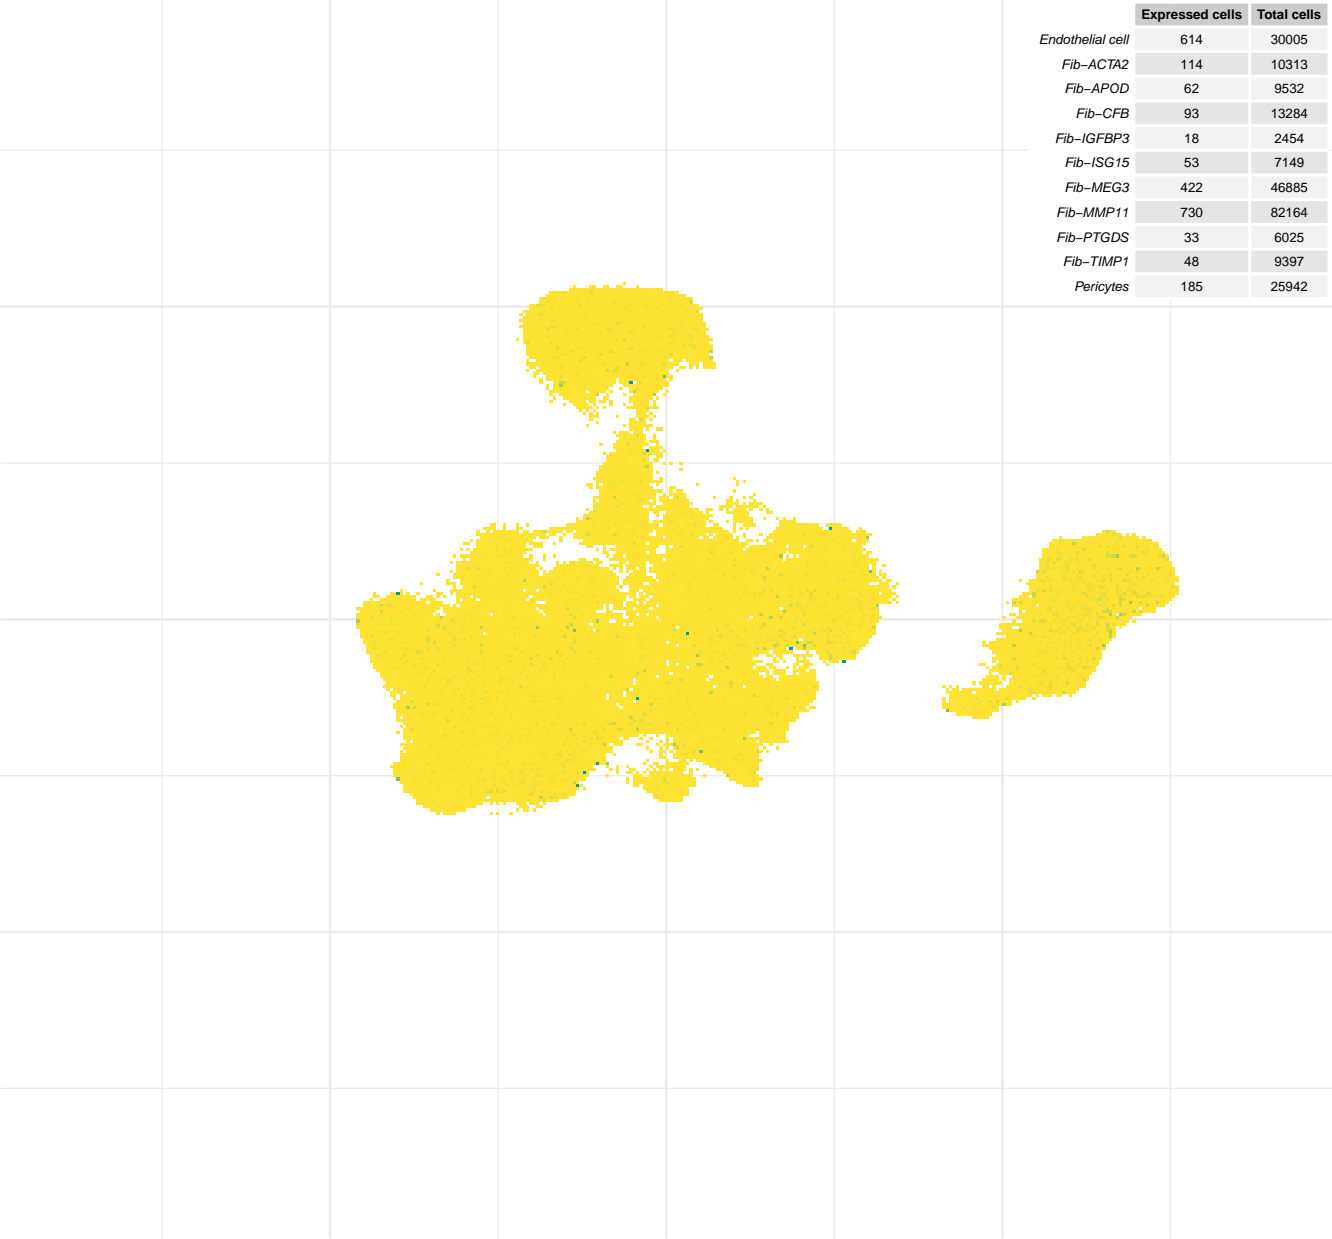 Expressed cells Total cells
Endothelial cell 614 30005
Fib−ACTA2 114 10313
Fib−APOD 62 9532
Fib−CFB 93 13284
Fib−IGFBP3 18 2454
Fib−ISG15 53 7149
Fib−MEG3 422 46885
Fib−MMP11 730 82164
Fib−PTGDS 33 6025
Fib−TIMP1 48 9397
Pericytes 185 25942